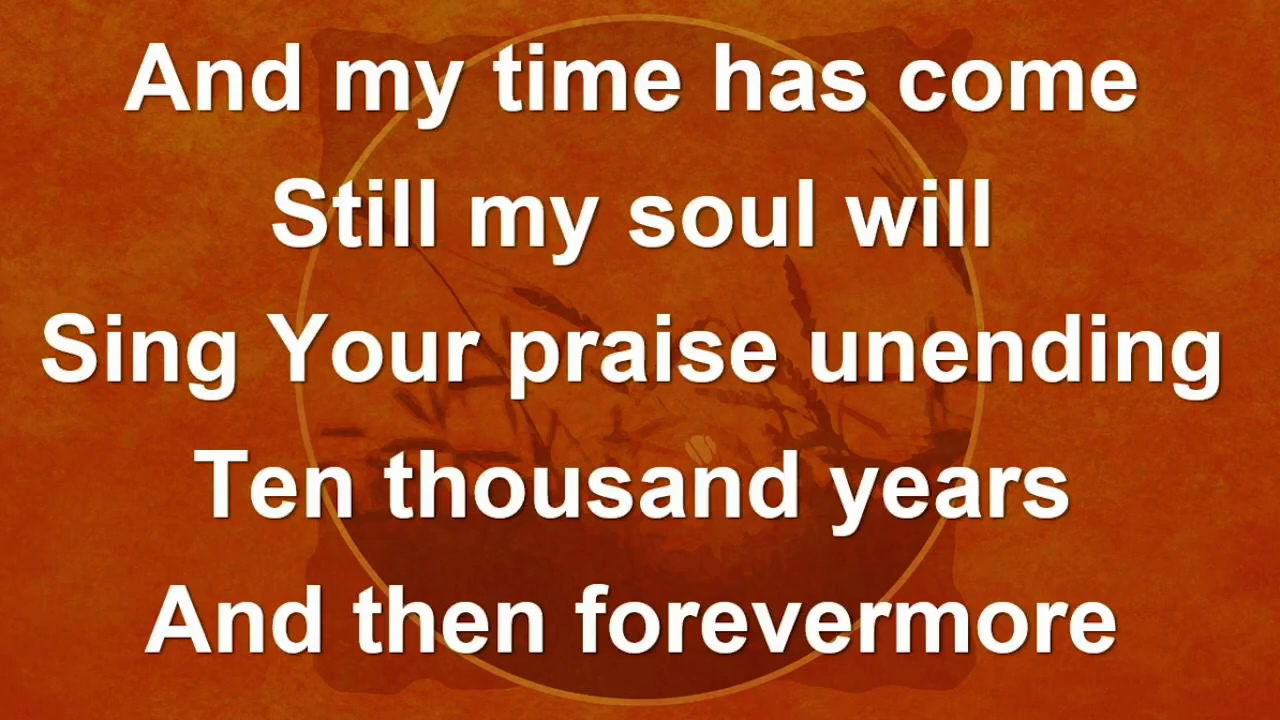 And my time has come
Still my soul will
Sing Your praise unending
Ten thousand years
And then forevermore